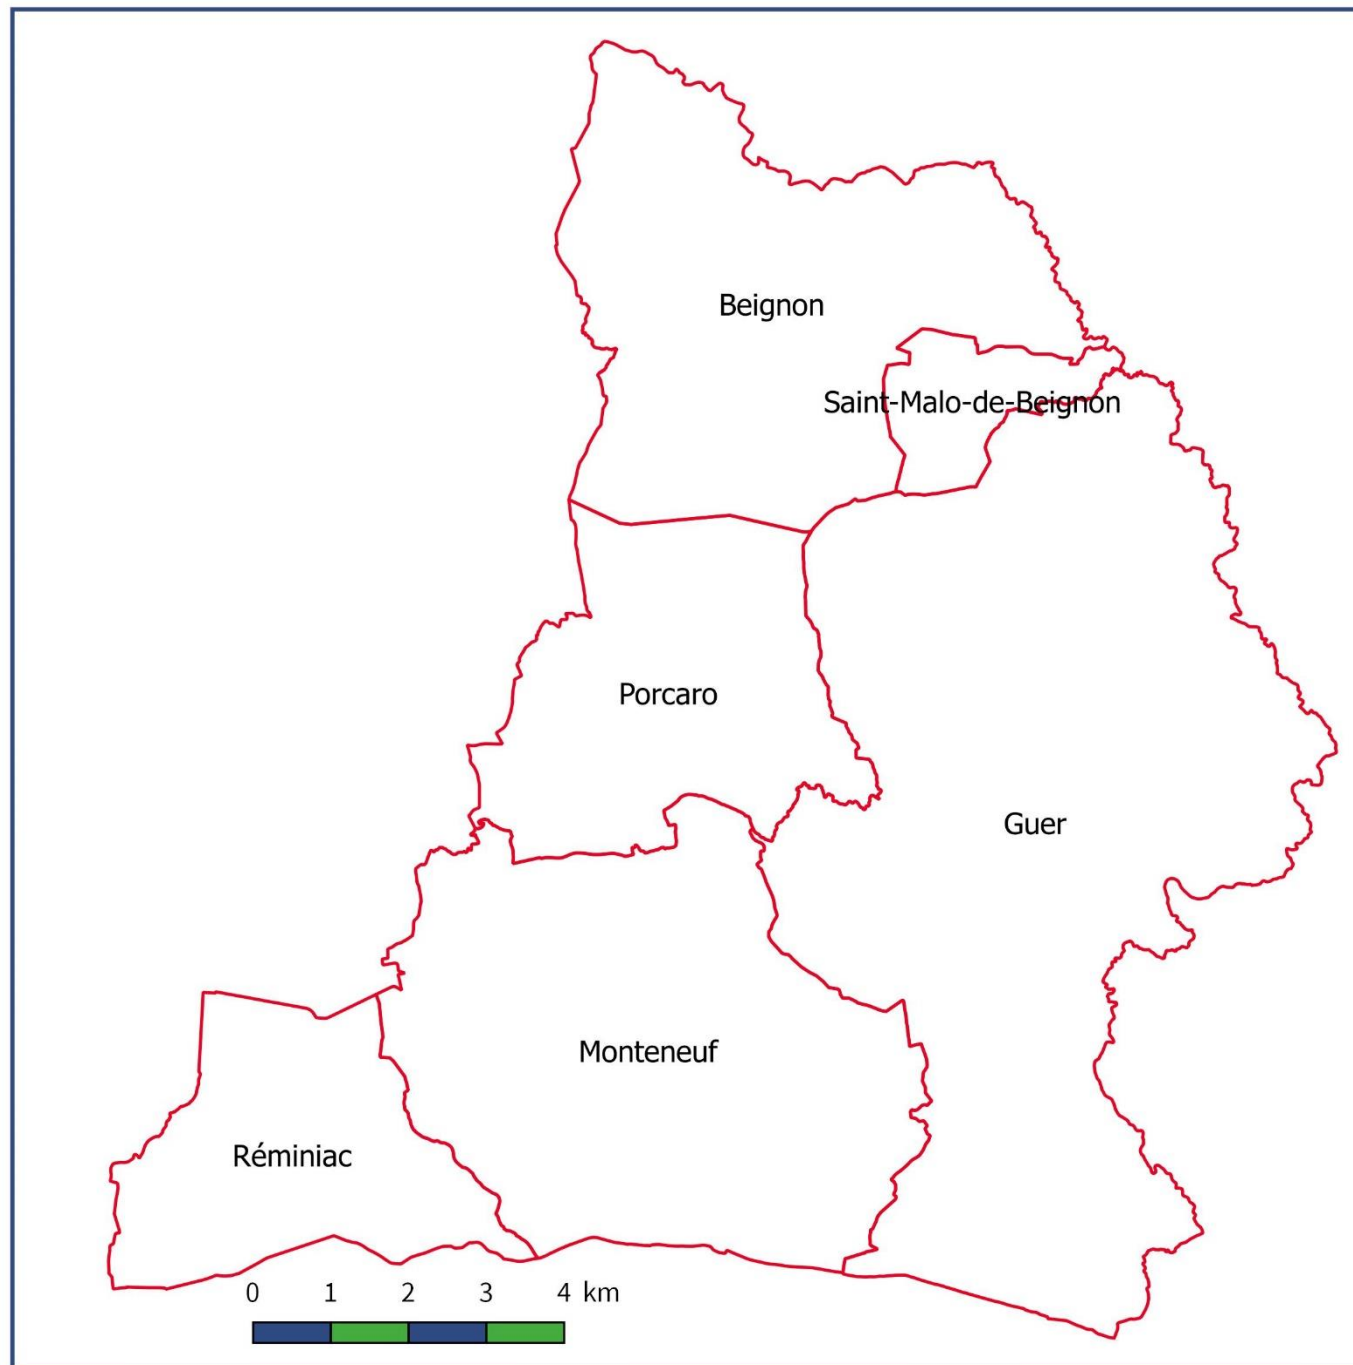 Beignon
Saint-Malo-de-Beignon
Porcaro
Guer
Monteneuf
Réminiac
0 1 2 3 4 km